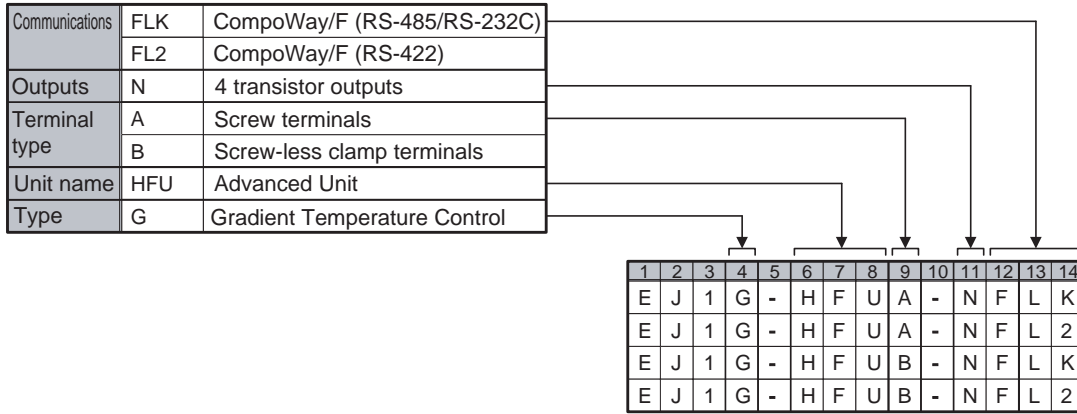 Communications FLK CompoWay/F (RS-485/RS-232C)
FL2 CompoWay/F (RS-422)
Outputs N 4 transistor outputs
Terminal type A Screw terminals
B Screw-less clamp terminals
Unit name HFU Advanced Unit
Type G Gradient Temperature Control
1 2 3 4 5 6 7 8 9 10 11 12 13 14
E J 1 G - H F U A - N F L K
E J 1 G - H F U A - N F L 2
E J 1 G - H F U B - N F L K
E J 1 G - H F U B - N F L 2